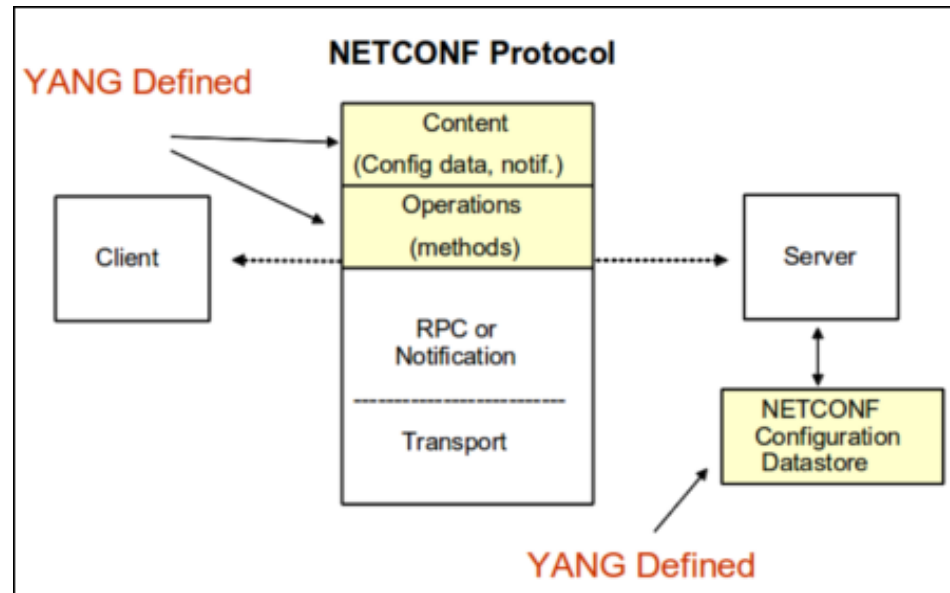 NETCONF Protocol
YANG Defined
Content
(Config data, notif.)
Operations
(methods)
Client
Server
RPC or
Notification
-------------------------
Transport
NETCONF
Configuration
Datastore
YANG Defined